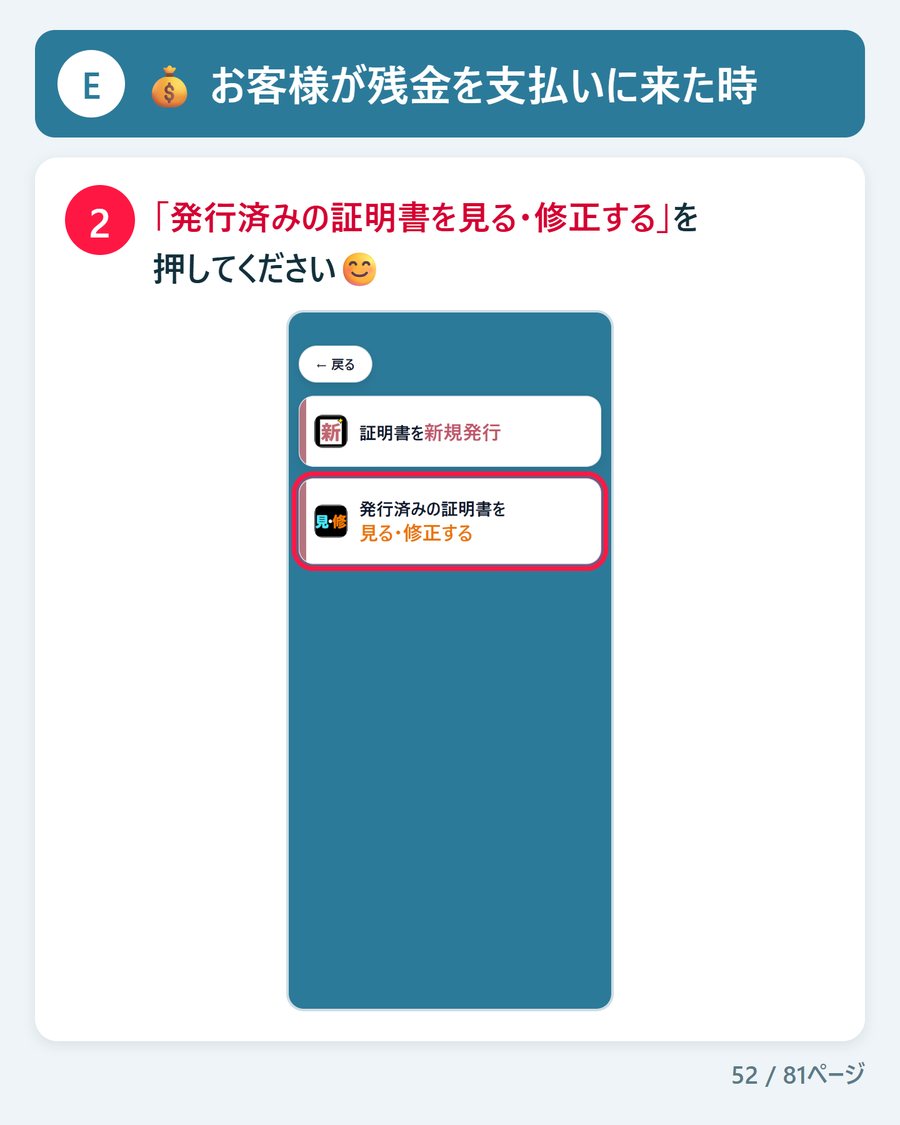 E 💰 お客様が残金を支払いに来た時
2 「発行済みの証明書を見る・修正する」を
押してください😊
← 戻る
新 証明書を新規発行
発行済みの証明書を
見・修 見る・修正する
52 / 81ページ